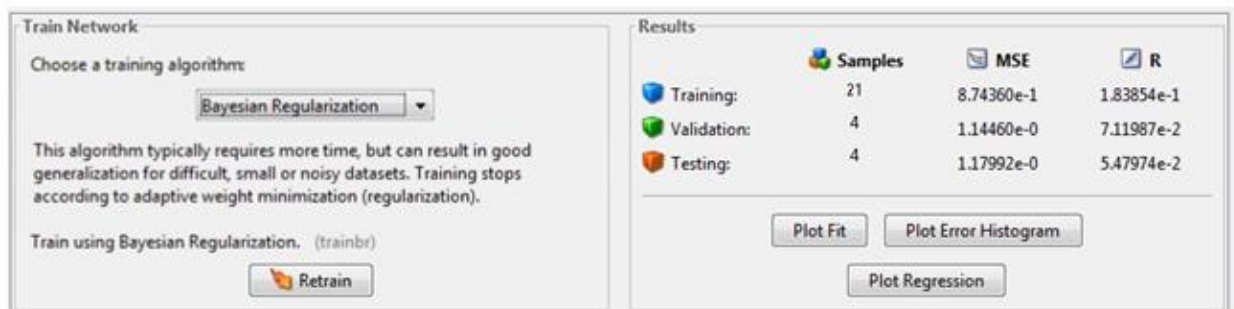 Train Network
Choose a training algorithm:
Bayesian Regularization
This algorithm typically requires more time, but can result in good
generalization for difficult, small or noisy datasets. Training stops
according to adaptive weight minimization (regularization).
Train using Bayesian Regularization. (trainbr)
Retrain
Results
Samples MSE R
Training: 21 8.74360e-1 1.83854e-1
Validation: 4 1.14460e-0 7.11987e-2
Testing: 4 1.17992e-0 5.47974e-2
Plot Fit Plot Error Histogram
Plot Regression